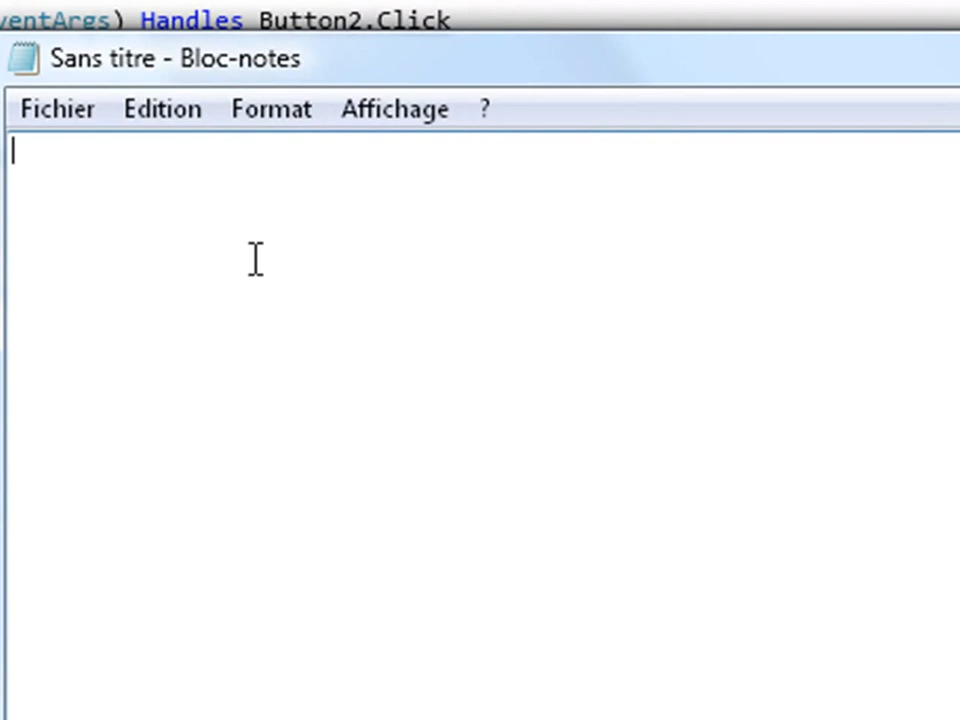 ventArgs) Handles Button2.Click
Sans titre - Bloc-notes
Fichier Edition Format Affichage ?